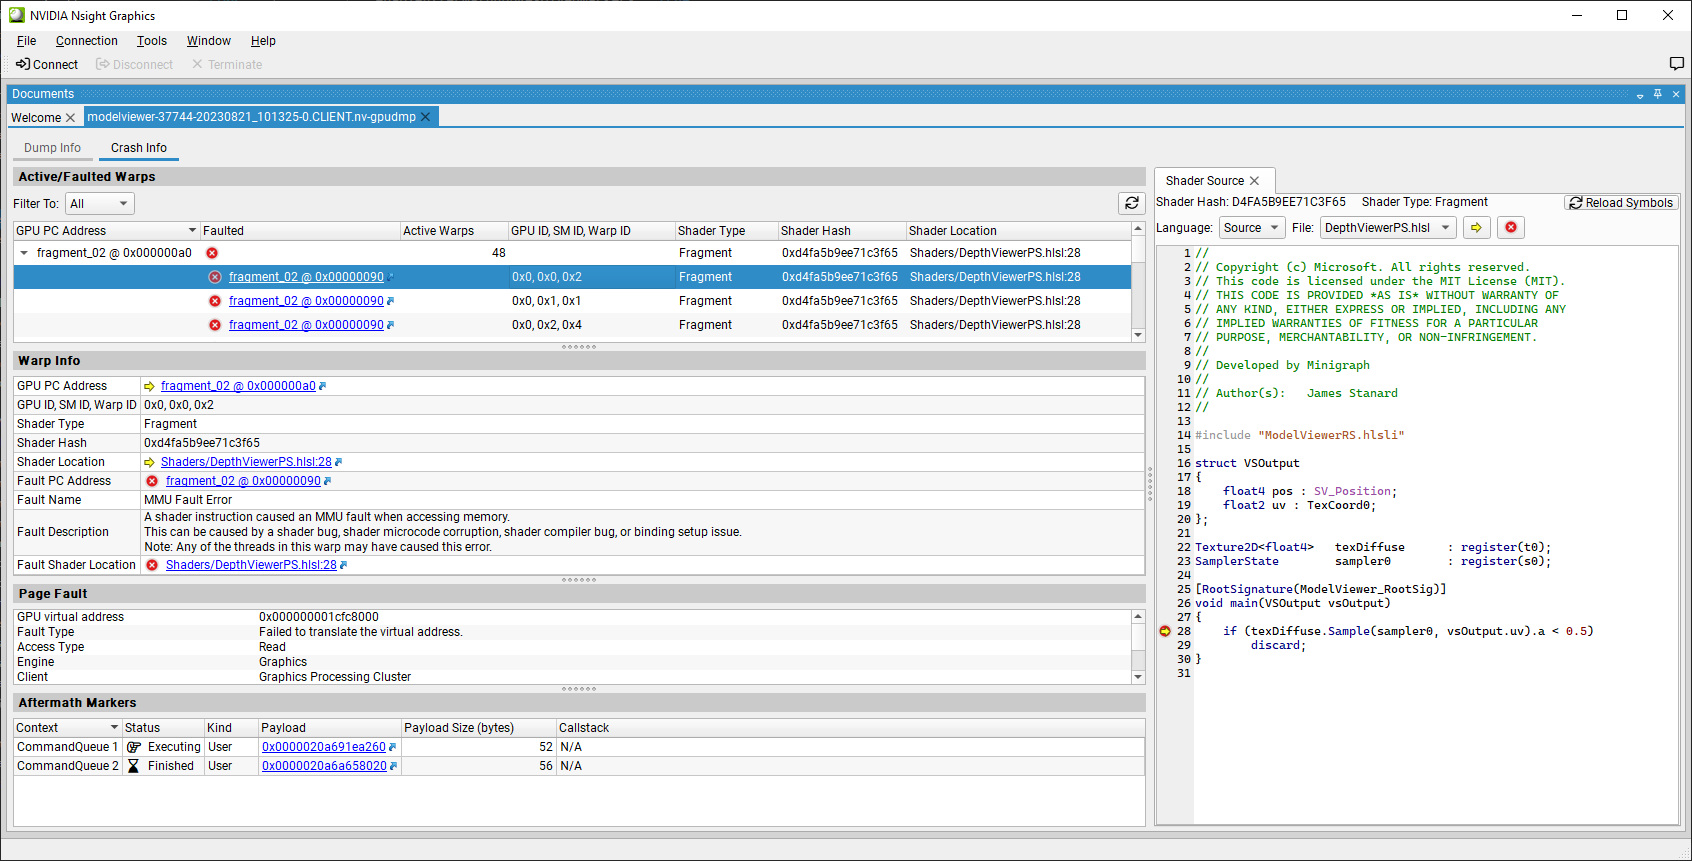 NVIDIA Nsight Graphics
File Connection Tools Window Help
Connect Disconnect Terminate
Documents
Welcome modelviewer-37744-20230821_101325-0.CLIENT.nv-gpudmp
Dump Info Crash Info
Active/Faulted Warps
Filter To: All
GPU PC Address Faulted Active Warps GPU ID, SM ID, Warp ID Shader Type Shader Hash Shader Location
fragment_02 @ 0x000000a0 48 Fragment 0xd4fa5b9ee71c3f65 Shaders/DepthViewerPS.hlsl:28
fragment_02 @ 0x00000090 0x0, 0x0, 0x2 Fragment 0xd4fa5b9ee71c3f65 Shaders/DepthViewerPS.hlsl:28
fragment_02 @ 0x00000090 0x0, 0x1, 0x1 Fragment 0xd4fa5b9ee71c3f65 Shaders/DepthViewerPS.hlsl:28
fragment_02 @ 0x00000090 0x0, 0x2, 0x4 Fragment 0xd4fa5b9ee71c3f65 Shaders/DepthViewerPS.hlsl:28
Warp Info
GPU PC Address fragment_02 @ 0x000000a0
GPU ID, SM ID, Warp ID 0x0, 0x0, 0x2
Shader Type Fragment
Shader Hash 0xd4fa5b9ee71c3f65
Shader Location Shaders/DepthViewerPS.hlsl:28
Fault PC Address fragment_02 @ 0x00000090
Fault Name MMU Fault Error
Fault Description A shader instruction caused an MMU fault when accessing memory.
This can be caused by a shader bug, shader microcode corruption, shader compiler bug, or binding setup issue.
Note: Any of the threads in this warp may have caused this error.
Fault Shader Location Shaders/DepthViewerPS.hlsl:28
Page Fault
GPU virtual address 0x000000001cfc8000
Fault Type Failed to translate the virtual address.
Access Type Read
Engine Graphics
Client Graphics Processing Cluster
Aftermath Markers
Context Status Kind Payload Payload Size (bytes) Callstack
CommandQueue 1 Executing User 0x0000020a691ea260 52 N/A
CommandQueue 2 Finished User 0x0000020a6a658020 56 N/A
Shader Source
Shader Hash: D4FA5B9EE71C3F65 Shader Type: Fragment Reload Symbols
Language: Source File: DepthViewerPS.hlsl
1 //
2 // Copyright (c) Microsoft. All rights reserved.
3 // This code is licensed under the MIT License (MIT).
4 // THIS CODE IS PROVIDED *AS IS* WITHOUT WARRANTY OF
5 // ANY KIND, EITHER EXPRESS OR IMPLIED, INCLUDING ANY
6 // IMPLIED WARRANTIES OF FITNESS FOR A PARTICULAR
7 // PURPOSE, MERCHANTABILITY, OR NON-INFRINGEMENT.
8 //
9 // Developed by Minigraph
10 //
11 // Author(s):   James Stanard
12 //
13
14 #include "ModelViewerRS.hlsli"
15
16 struct VSOutput
17 {
18     float4 pos : SV_Position;
19     float2 uv : TexCoord0;
20 };
21
22 Texture2D<float4>   texDiffuse      : register(t0);
23 SamplerState        sampler0        : register(s0);
24
25 [RootSignature(ModelViewer_RootSig)]
26 void main(VSOutput vsOutput)
27 {
28     if (texDiffuse.Sample(sampler0, vsOutput.uv).a < 0.5)
29         discard;
30 }
31